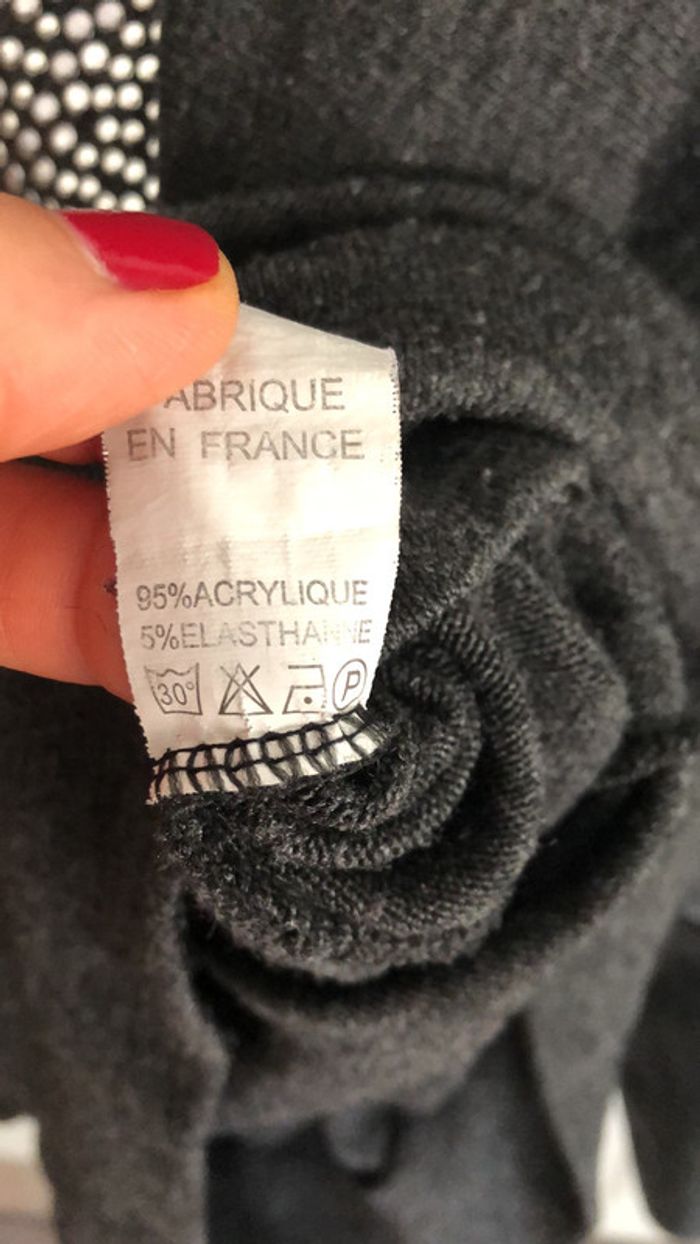 ABRIQUE
EN FRANCE
95%ACRYLIQUE
5%ELASTHANNE
30° P